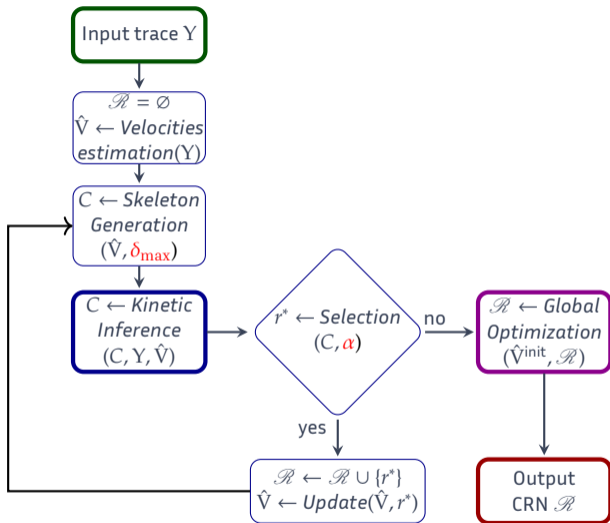 Input trace Y
ℛ = ∅
V̂ ← Velocities
estimation(Y)
C ← Skeleton
Generation
(V̂, δmax)
C ← Kinetic
Inference
(C, Y, V̂)
r* ← Selection
(C, α)
no
ℛ ← Global
Optimization
(V̂ⁱⁿⁱᵗ, ℛ)
yes
ℛ ← ℛ ∪ {r*}
V̂ ← Update(V̂, r*)
Output
CRN ℛ